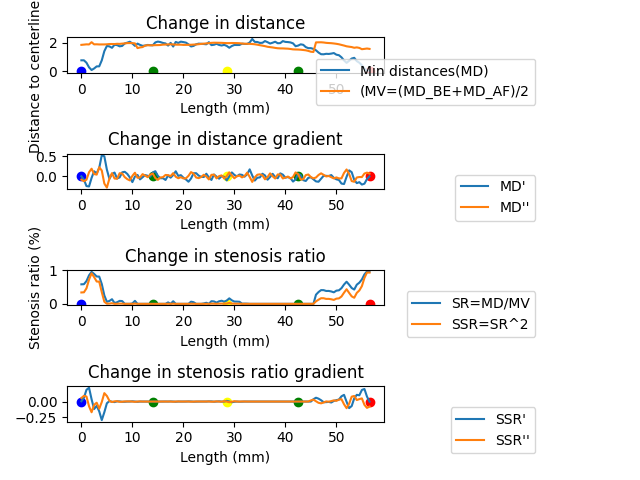 Change in distance
Distance to centerline
2
0
0 10 20 30 40 50
Length (mm)
Min distances(MD)
(MV=(MD_BE+MD_AF)/2
Change in distance gradient
0.5
0.0
0 10 20 30 40 50
Length (mm)
MD'
MD''
Change in stenosis ratio
Stenosis ratio (%)
1
0
0 10 20 30 40 50
Length (mm)
SR=MD/MV
SSR=SR^2
Change in stenosis ratio gradient
0.00
−0.25
0 10 20 30 40 50
Length (mm)
SSR'
SSR''